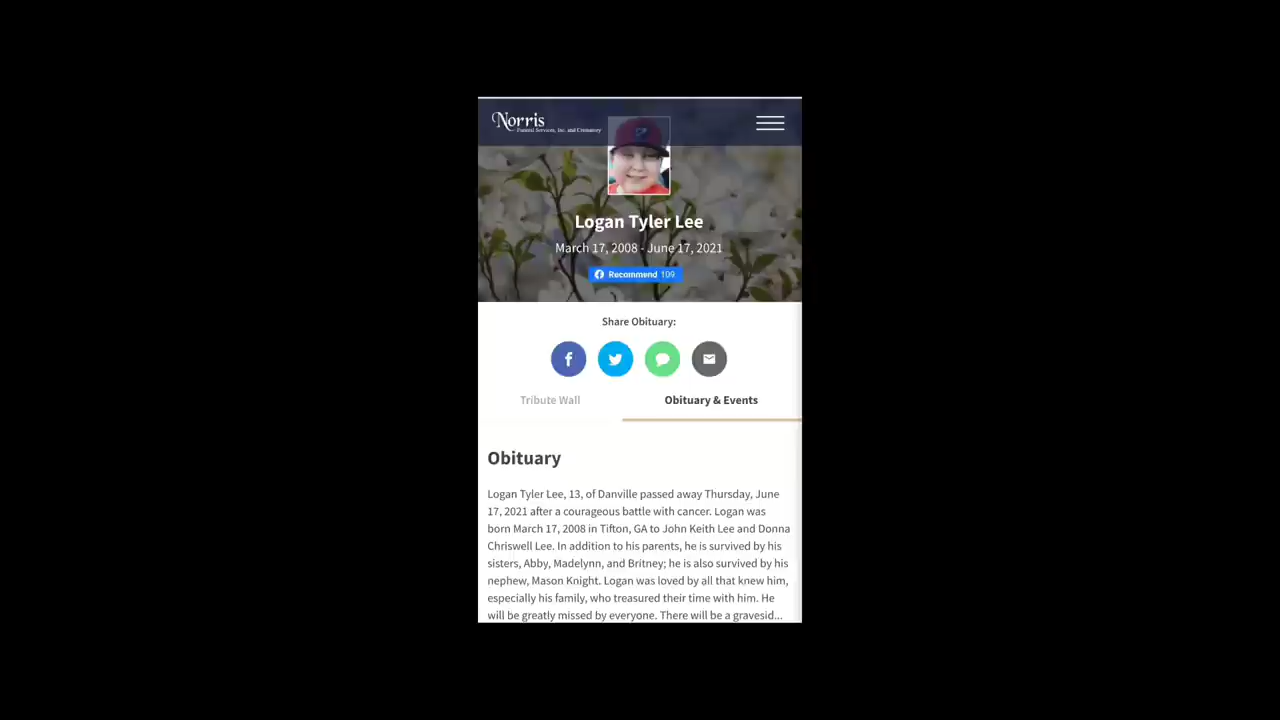 Norris
Funeral Services, Inc. and Crematory
Logan Tyler Lee
March 17, 2008 - June 17, 2021
Recommend 109
Share Obituary:
Tribute Wall
Obituary & Events
Obituary
Logan Tyler Lee, 13, of Danville passed away Thursday, June
17, 2021 after a courageous battle with cancer. Logan was
born March 17, 2008 in Tifton, GA to John Keith Lee and Donna
Chriswell Lee. In addition to his parents, he is survived by his
sisters, Abby, Madelynn, and Britney; he is also survived by his
nephew, Mason Knight. Logan was loved by all that knew him,
especially his family, who treasured their time with him. He
will be greatly missed by everyone. There will be a gravesid...